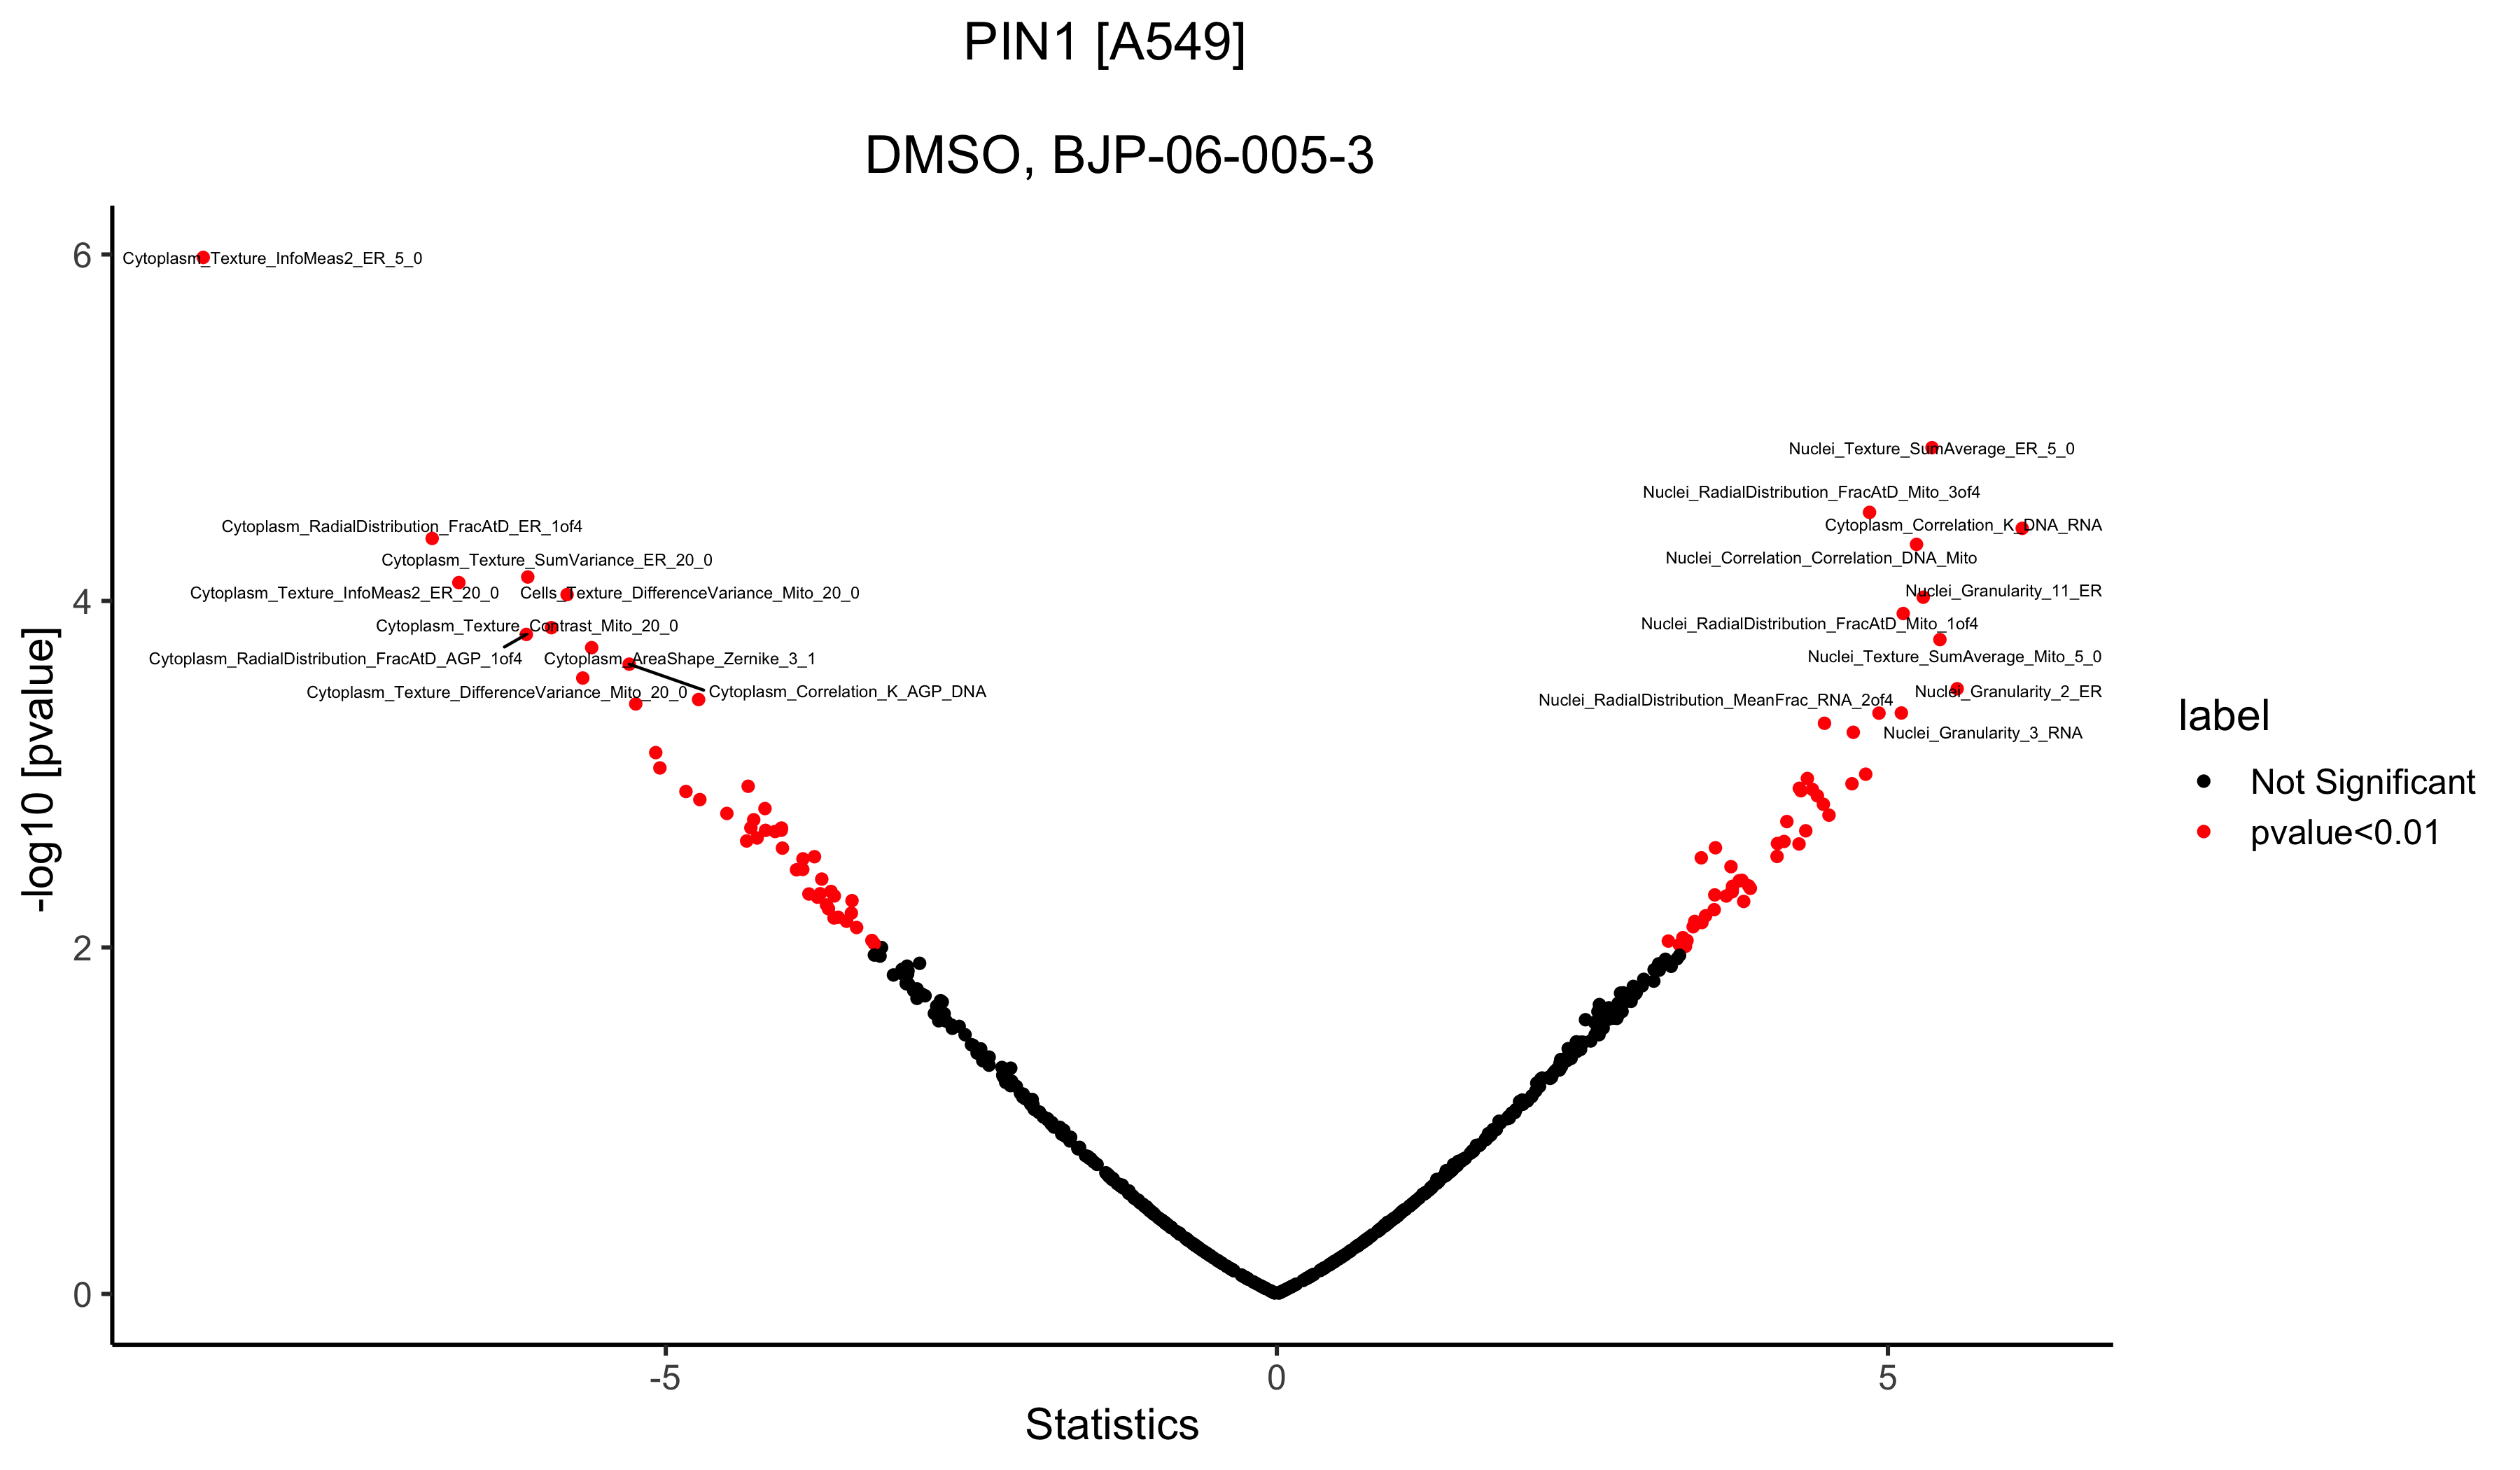 PIN1 [A549]
DMSO, BJP-06-005-3
-log10 [pvalue]
6
4
2
0
Cytoplasm_Texture_InfoMeas2_ER_5_0
Nuclei_Texture_SumAverage_ER_5_0
Nuclei_RadialDistribution_FracAtD_Mito_3of4
Cytoplasm_RadialDistribution_FracAtD_ER_1of4
Cytoplasm_Correlation_K_DNA_RNA
Cytoplasm_Texture_SumVariance_ER_20_0
Nuclei_Correlation_Correlation_DNA_Mito
Cytoplasm_Texture_InfoMeas2_ER_20_0
Cells_Texture_DifferenceVariance_Mito_20_0
Nuclei_Granularity_11_ER
Cytoplasm_Texture_Contrast_Mito_20_0
Nuclei_RadialDistribution_FracAtD_Mito_1of4
Cytoplasm_RadialDistribution_FracAtD_AGP_1of4
Cytoplasm_AreaShape_Zernike_3_1
Nuclei_Texture_SumAverage_Mito_5_0
Cytoplasm_Texture_DifferenceVariance_Mito_20_0
Cytoplasm_Correlation_K_AGP_DNA
Nuclei_RadialDistribution_MeanFrac_RNA_2of4
Nuclei_Granularity_2_ER
Nuclei_Granularity_3_RNA
-5
0
5
Statistics
label
Not Significant
pvalue<0.01